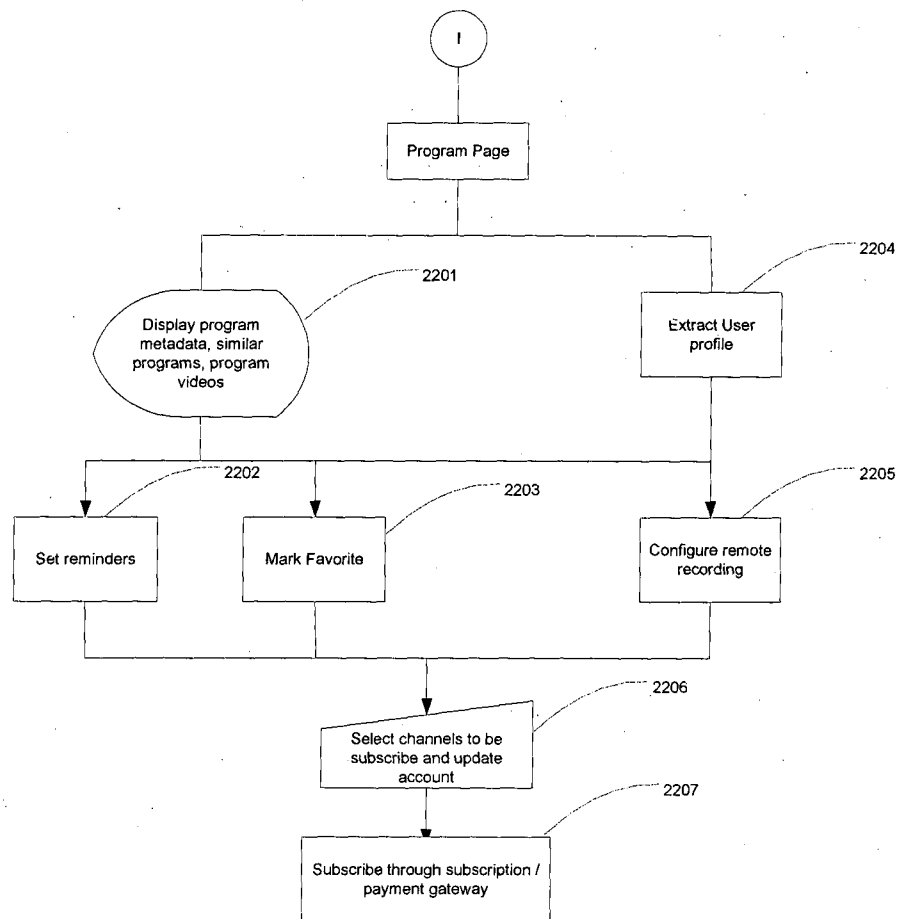 I
Program Page
2204
2201
Display program
metadata, similar
programs, program
videos
Extract User
profile
2202
2203
2205
Set reminders
Mark Favorite
Configure remote
recording
2206
Select channels to be
subscribe and update
account
2207
Subscribe through subscription /
payment gateway